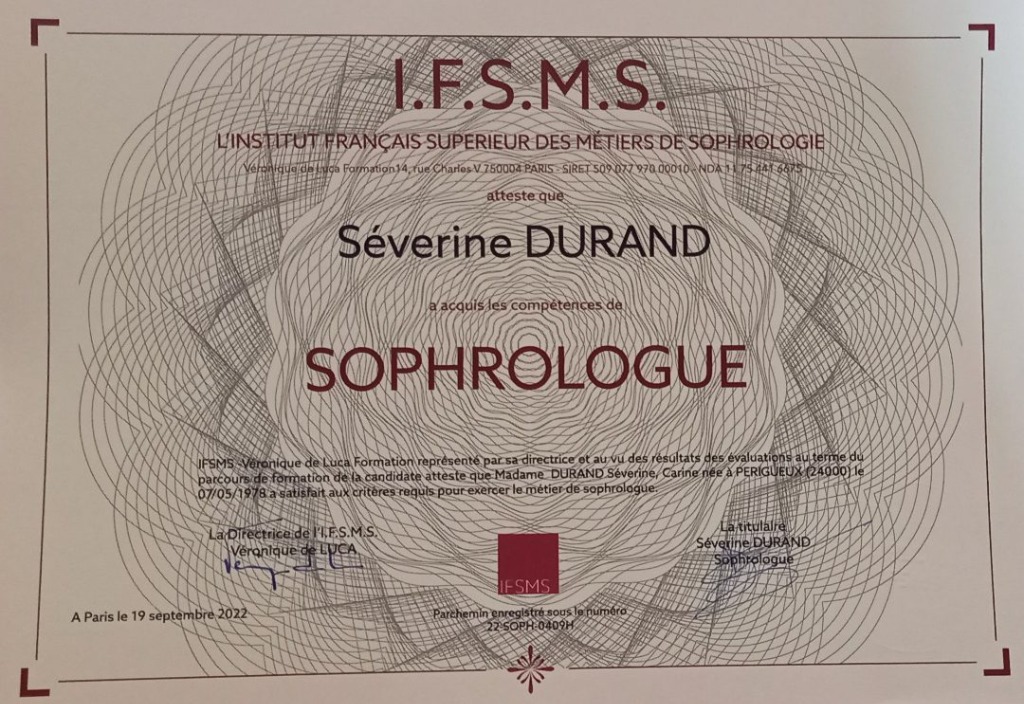 I.F.S.M.S.
L'INSTITUT FRANÇAIS SUPERIEUR DES MÉTIERS DE SOPHROLOGIE
Véronique de Luca Formation14, rue Charles V 750004 PARIS - SIRET 509 077 970 00010 - NDA 11 75 441 6675
atteste que
Séverine DURAND
a acquis les compétences de
SOPHROLOGUE
IFSMS -Véronique de Luca Formation représenté par sa directrice et au vu des résultats des évaluations au terme du
parcours de formation de la candidate atteste que Madame DURAND Séverine, Carine née à PERIGUEUX (24000) le
07/05/1978 a satisfait aux critères requis pour exercer le métier de sophrologue.
La Directrice de l'I.F.S.M.S.
Véronique de LUCA
La titulaire
Séverine DURAND
Sophrologue
IFSMS
A Paris le 19 septembre 2022
Parchemin enregistré sous le numéro
22-SOPH-0409H